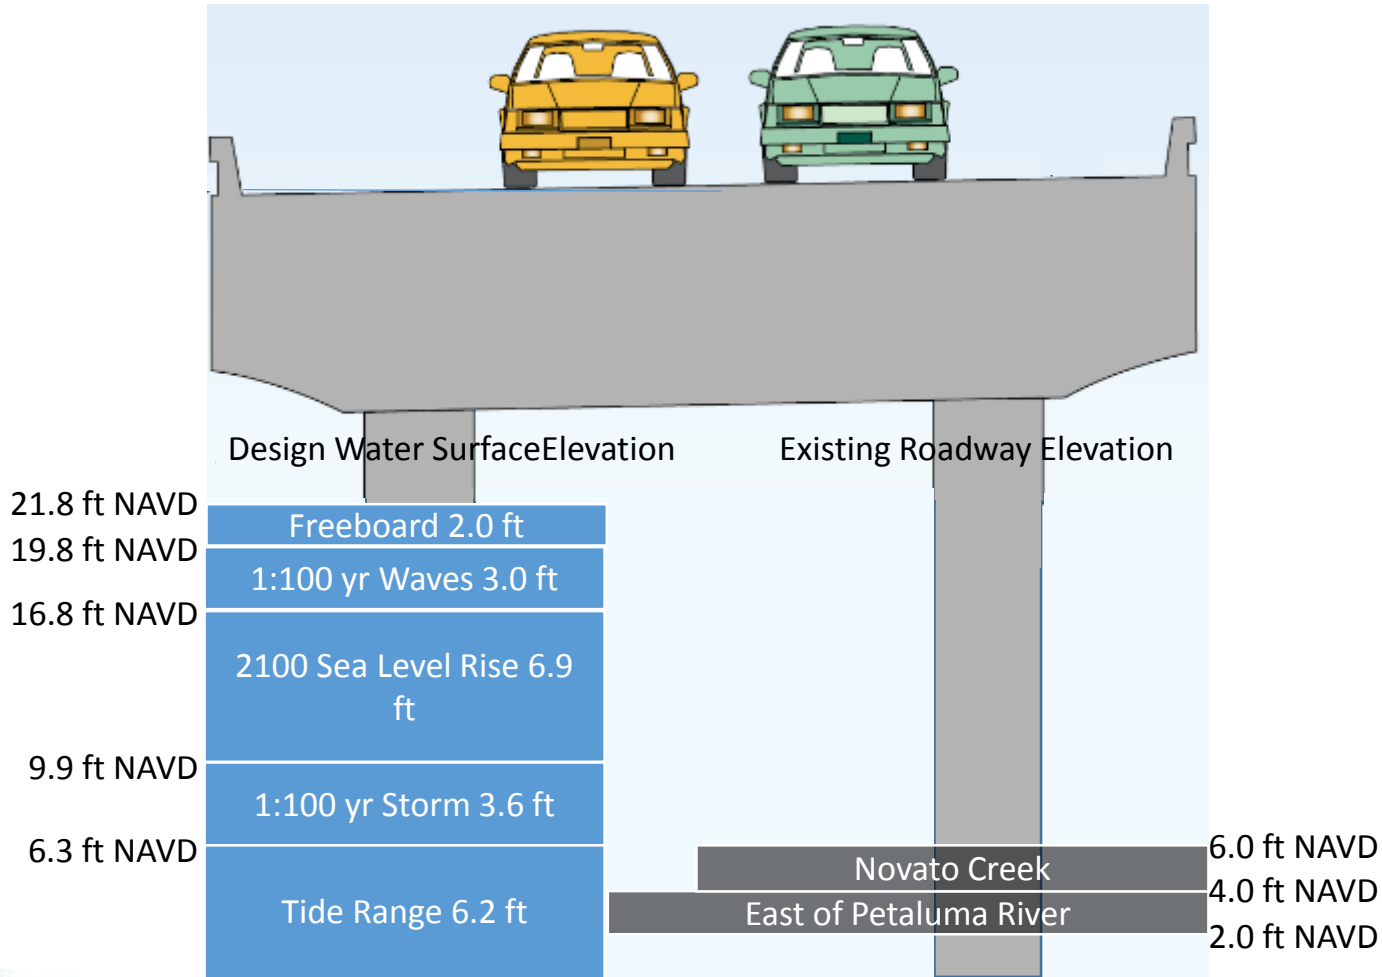 Design Water SurfaceElevation
Existing Roadway Elevation
21.8 ft NAVD
Freeboard 2.0 ft
19.8 ft NAVD
1:100 yr Waves 3.0 ft
16.8 ft NAVD
2100 Sea Level Rise 6.9
ft
9.9 ft NAVD
1:100 yr Storm 3.6 ft
6.3 ft NAVD
Tide Range 6.2 ft
Novato Creek
6.0 ft NAVD
4.0 ft NAVD
East of Petaluma River
2.0 ft NAVD